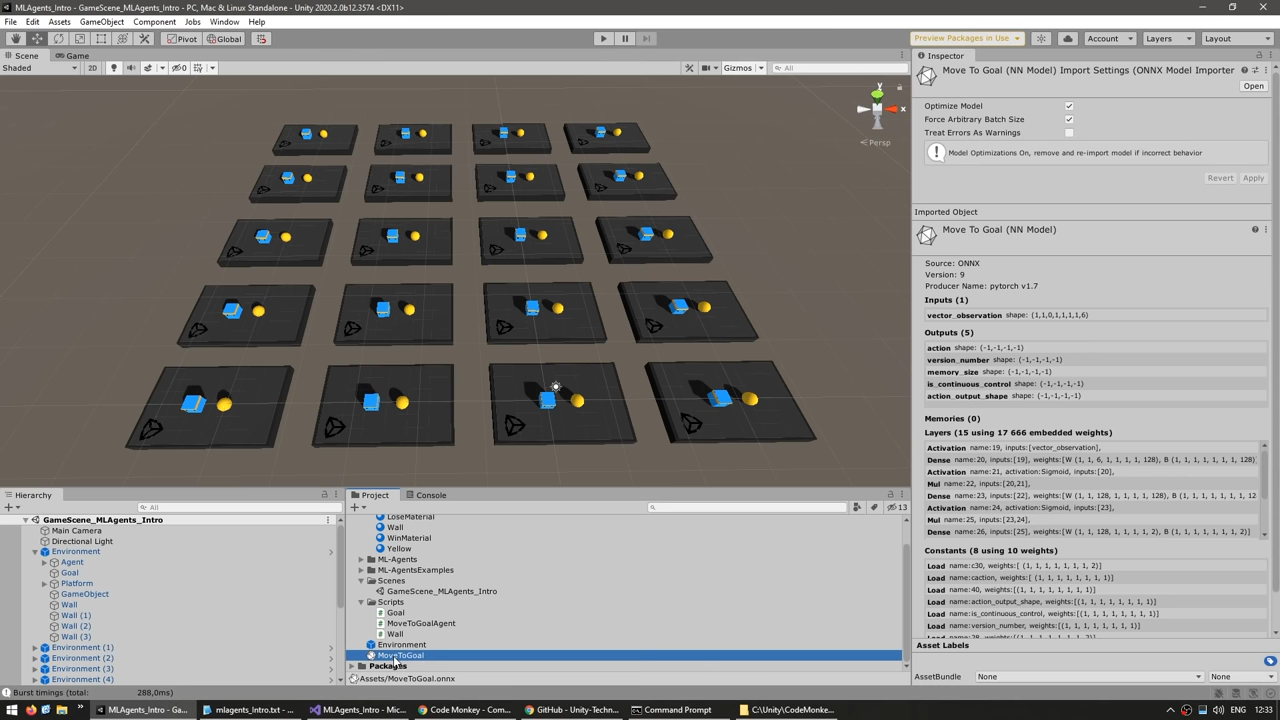 MLAgents_Intro - GameScene_MLAgents_Intro - PC, Mac & Linux Standalone - Unity 2020.2.0b12.3574 <DX11>
File Edit Assets GameObject Component Jobs Window Help
Pivot Global Preview Packages in Use Account Layers Layout
Scene Game
Shaded 2D 0 Gizmos All
y
x
Persp
Inspector
Move To Goal (NN Model) Import Settings (ONNX Model Importer
Open
Optimize Model
Force Arbitrary Batch Size
Treat Errors As Warnings
Model Optimizations On, remove and re-import model if incorrect behavior
Revert Apply
Imported Object
Move To Goal (NN Model)
Source: ONNX
Version: 9
Producer Name: pytorch v1.7
Inputs (1)
vector_observation shape: (1,1,0,1,1,1,1,6)
Outputs (5)
action shape: (-1,-1,-1,-1)
version_number shape: (-1,-1,-1,-1)
memory_size shape: (-1,-1,-1,-1)
is_continuous_control shape: (-1,-1,-1,-1)
action_output_shape shape: (-1,-1,-1,-1)
Memories (0)
Layers (15 using 17 666 embedded weights)
Activation name:19, inputs:[vector_observation],
Dense name:20, inputs:[19], weights:[W (1, 1, 6, 1, 1, 1, 1, 128), B (1, 1, 1, 1, 1, 1, 1, 128)]
Activation name:21, activation:Sigmoid, inputs:[20],
Mul name:22, inputs:[20,21],
Dense name:23, inputs:[22], weights:[W (1, 1, 128, 1, 1, 1, 1, 128), B (1, 1, 1, 1, 1, 1, 1, 12
Activation name:24, activation:Sigmoid, inputs:[23],
Mul name:25, inputs:[23,24],
Dense name:26, inputs:[25], weights:[W (1, 1, 128, 1, 1, 1, 1, 2), B (1, 1, 1, 1, 1, 1, 1, 2)]
Constants (8 using 10 weights)
Load name:c30, weights:[ (1, 1, 1, 1, 1, 1, 1, 2)]
Load name:caction, weights:[ (1, 1, 1, 1, 1, 1, 1, 1)]
Load name:40, weights:[(1, 1, 1, 1, 1, 1, 1, 1)]
Load name:action_output_shape, weights:[(1, 1, 1, 1, 1, 1, 1, 1)]
Load name:is_continuous_control, weights:[(1, 1, 1, 1, 1, 1, 1, 1)]
Load name:version_number, weights:[(1, 1, 1, 1, 1, 1, 1, 1)]
Asset Labels
AssetBundle None None
Hierarchy
All
GameScene_MLAgents_Intro
Main Camera
Directional Light
Environment
Agent
Goal
Platform
GameObject
Wall
Wall (1)
Wall (2)
Wall (3)
Environment (1)
Environment (2)
Environment (3)
Environment (4)
Project Console
13
LoseMaterial
Wall
WinMaterial
Yellow
ML-Agents
ML-AgentsExamples
Scenes
GameScene_MLAgents_Intro
Scripts
Goal
MoveToGoalAgent
Wall
Environment
MoveToGoal
Packages
Assets/MoveToGoal.onnx
Burst timings (total: 288,0ms)
MLAgents_Intro - Ga... mlagents_Intro.txt - ... MLAgents_Intro - Mic... Code Monkey - Com... GitHub - Unity-Techn... Command Prompt C:\Unity\CodeMonke... ENG 12:33